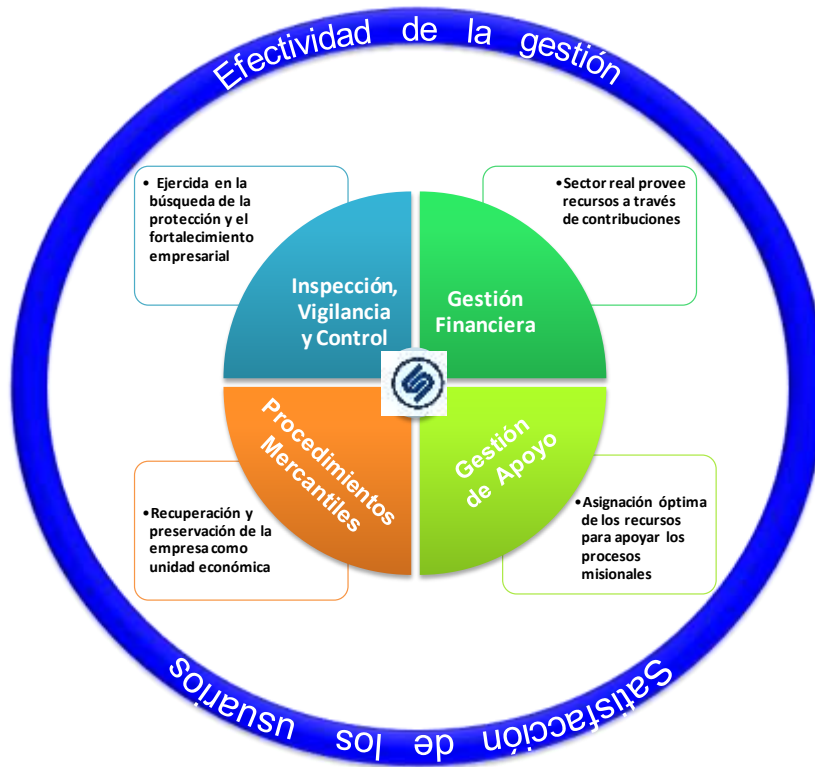 Efectividad de la gestión
• Ejercida en la
búsqueda de la
protección y el
fortalecimiento
empresarial
•Sector real provee
recursos a través
de contribuciones
Inspección,
Vigilancia
y Control
Gestión
Financiera
Procedimientos
Mercantiles
Gestión
de Apoyo
•Recuperación y
preservación de la
empresa como
unidad económica
•Asignación óptima
de los recursos
para apoyar los
procesos
misionales
Satisfacción de los usuarios